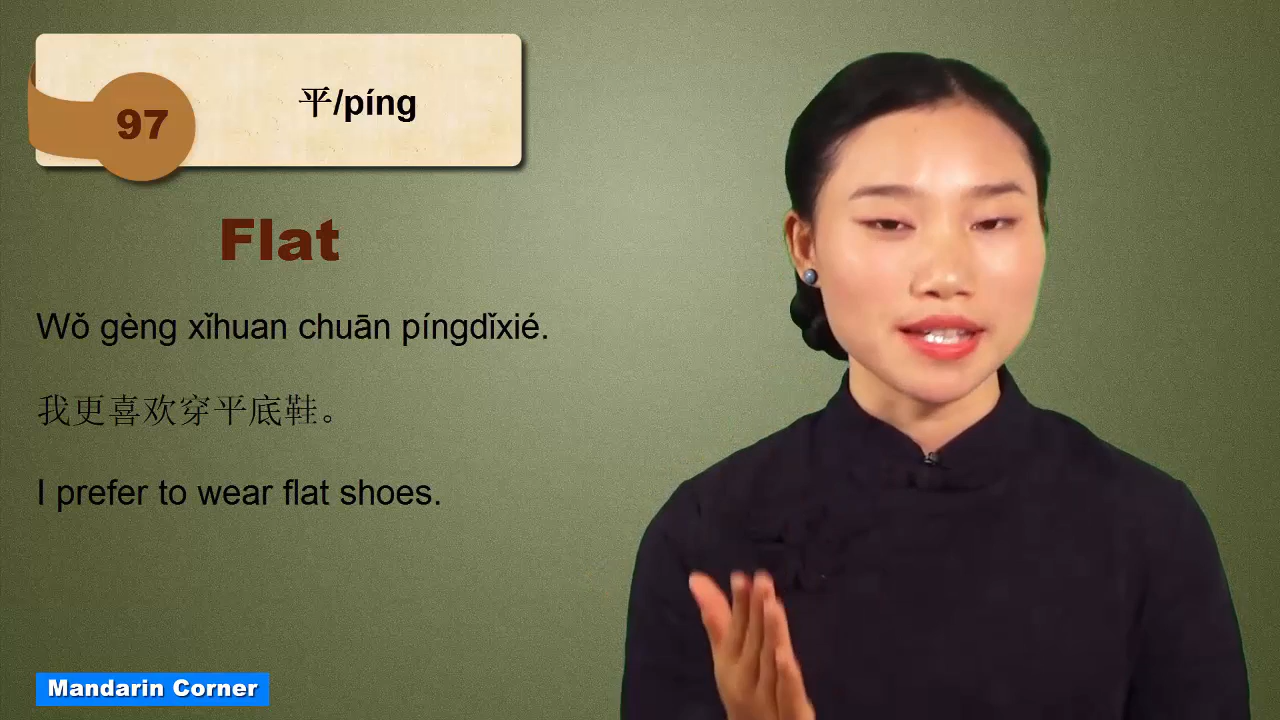 97
平/píng
Flat
Wǒ gèng xǐhuan chuān píngdǐxié.
我更喜欢穿平底鞋。
I prefer to wear flat shoes.
Mandarin Corner